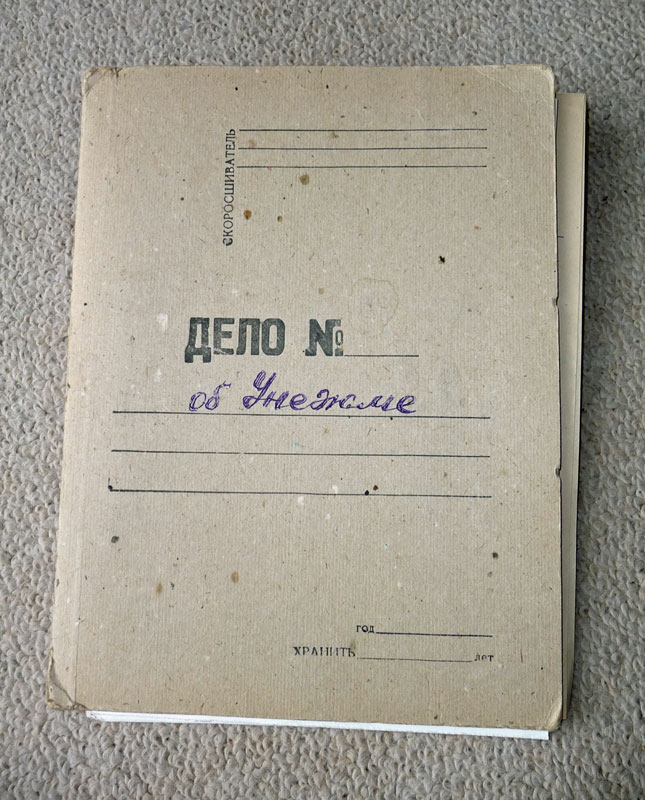 СКОРОСШИВАТЕЛЬ
ДЕЛО №
об Унежме
год
ХРАНИТЬ лет